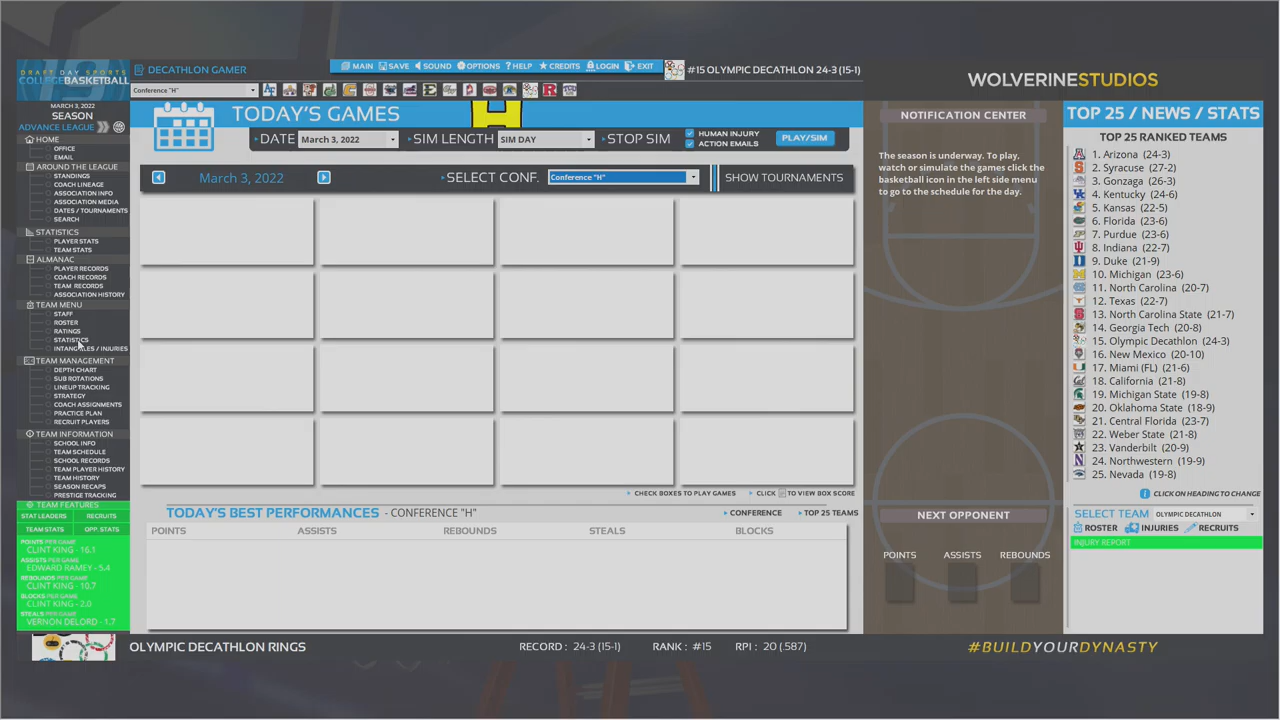 DRAFT DAY SPORTS
COLLEGEBASKETBALL
DECATHLON GAMER
MAIN SAVE SOUND OPTIONS HELP CREDITS LOGIN EXIT
#15 OLYMPIC DECATHLON 24-3 (15-1)
Conference "H"
WOLVERINESTUDIOS
MARCH 3, 2022
SEASON
ADVANCE LEAGUE
HOME
OFFICE
EMAIL
AROUND THE LEAGUE
STANDINGS
COACH LINEAGE
ASSOCIATION INFO
ASSOCIATION MEDIA
DATES / TOURNAMENTS
SEARCH
STATISTICS
PLAYER STATS
TEAM STATS
ALMANAC
PLAYER RECORDS
COACH RECORDS
TEAM RECORDS
ASSOCIATION HISTORY
TEAM MENU
STAFF
ROSTER
RATINGS
STATISTICS
INTANGIBLES / INJURIES
TEAM MANAGEMENT
DEPTH CHART
SUB ROTATIONS
LINEUP TRACKING
STRATEGY
COACH ASSIGNMENTS
PRACTICE PLAN
RECRUIT PLAYERS
TEAM INFORMATION
SCHOOL INFO
TEAM SCHEDULE
SCHOOL RECORDS
TEAM PLAYER HISTORY
TEAM HISTORY
SEASON RECAPS
PRESTIGE TRACKING
TEAM FEATURES
STAT LEADERS RECRUITS
TEAM STATS OPP. STATS
POINTS PER GAME
CLINT KING - 16.1
ASSISTS PER GAME
EDWARD RAMEY - 5.4
REBOUNDS PER GAME
CLINT KING - 10.7
BLOCKS PER GAME
CLINT KING - 2.0
STEALS PER GAME
VERNON DELORD - 1.7
TODAY'S GAMES
H
DATE March 3, 2022 SIM LENGTH SIM DAY STOP SIM
HUMAN INJURY
ACTION EMAILS
PLAY/SIM
March 3, 2022
SELECT CONF. Conference "H"
SHOW TOURNAMENTS
CHECK BOXES TO PLAY GAMES CLICK TO VIEW BOX SCORE
TODAY'S BEST PERFORMANCES - CONFERENCE "H"
CONFERENCE TOP 25 TEAMS
POINTS ASSISTS REBOUNDS STEALS BLOCKS
NOTIFICATION CENTER
The season is underway. To play,
watch or simulate the games click the
basketball icon in the left side menu
to go to the schedule for the day.
NEXT OPPONENT
POINTS ASSISTS REBOUNDS
TOP 25 / NEWS / STATS
TOP 25 RANKED TEAMS
1. Arizona (24-3)
2. Syracuse (27-2)
3. Gonzaga (26-3)
4. Kentucky (24-6)
5. Kansas (22-5)
6. Florida (23-6)
7. Purdue (23-6)
8. Indiana (22-7)
9. Duke (21-9)
10. Michigan (23-6)
11. North Carolina (20-7)
12. Texas (22-7)
13. North Carolina State (21-7)
14. Georgia Tech (20-8)
15. Olympic Decathlon (24-3)
16. New Mexico (20-10)
17. Miami (FL) (21-6)
18. California (21-8)
19. Michigan State (19-8)
20. Oklahoma State (18-9)
21. Central Florida (23-7)
22. Weber State (21-8)
23. Vanderbilt (20-9)
24. Northwestern (19-9)
25. Nevada (19-8)
CLICK ON HEADING TO CHANGE
SELECT TEAM OLYMPIC DECATHLON
ROSTER INJURIES RECRUITS
INJURY REPORT
OLYMPIC DECATHLON RINGS
RECORD : 24-3 (15-1) RANK : #15 RPI : 20 (.587)
#BUILDYOURDYNASTY